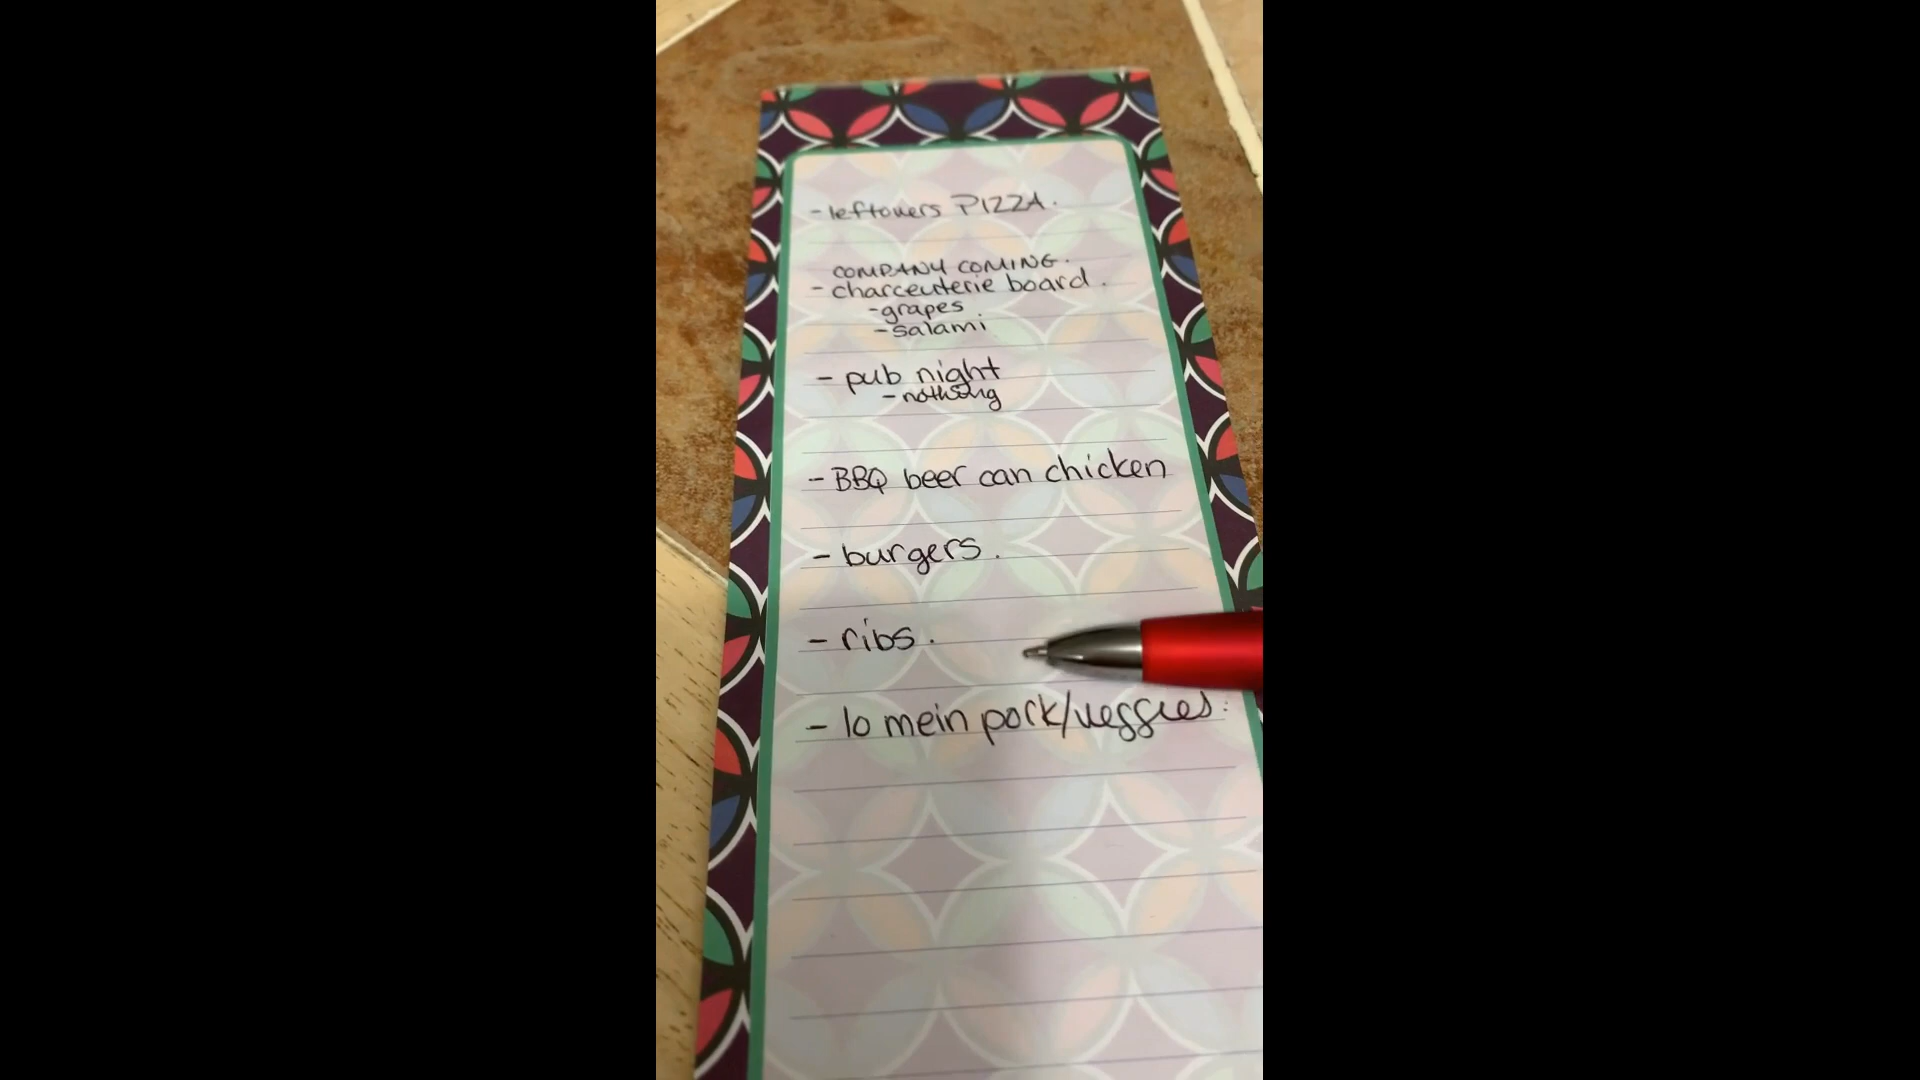 - leftovers PIZZA.
COMPANY COMING.
- charceuterie board.
- grapes
- salami
- pub night
- nothing
- BBQ beer can chicken
- burgers.
- ribs.
- lo mein pork/veggies.